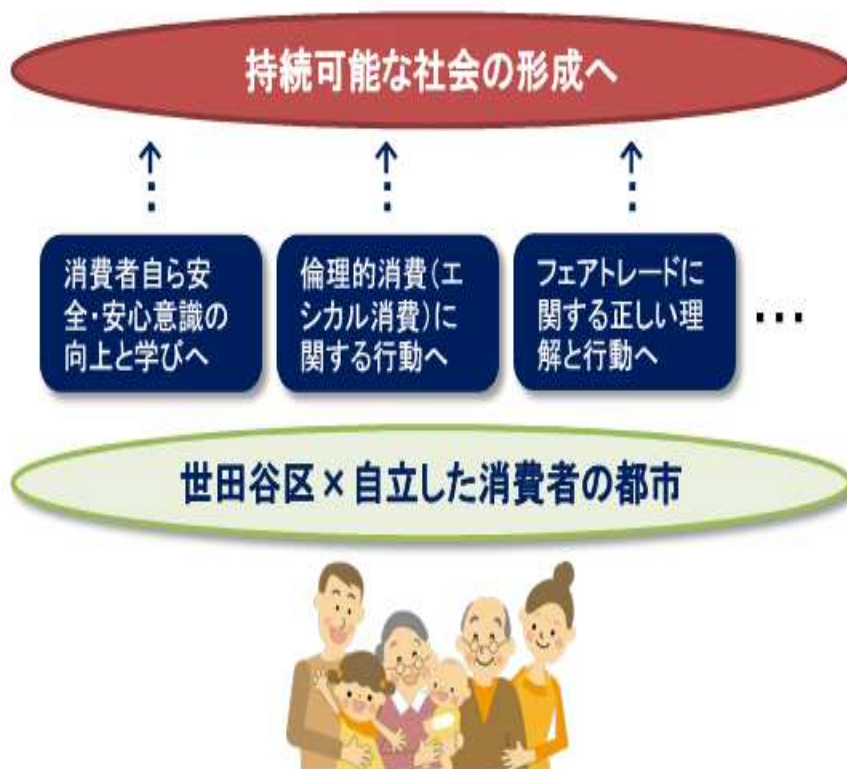 持続可能な社会の形成へ
消費者自ら安
全・安心意識の
向上と学びへ
倫理的消費(エ
シカル消費)に
関する行動へ
フェアトレードに
関する正しい理
解と行動へ
…
世田谷区×自立した消費者の都市